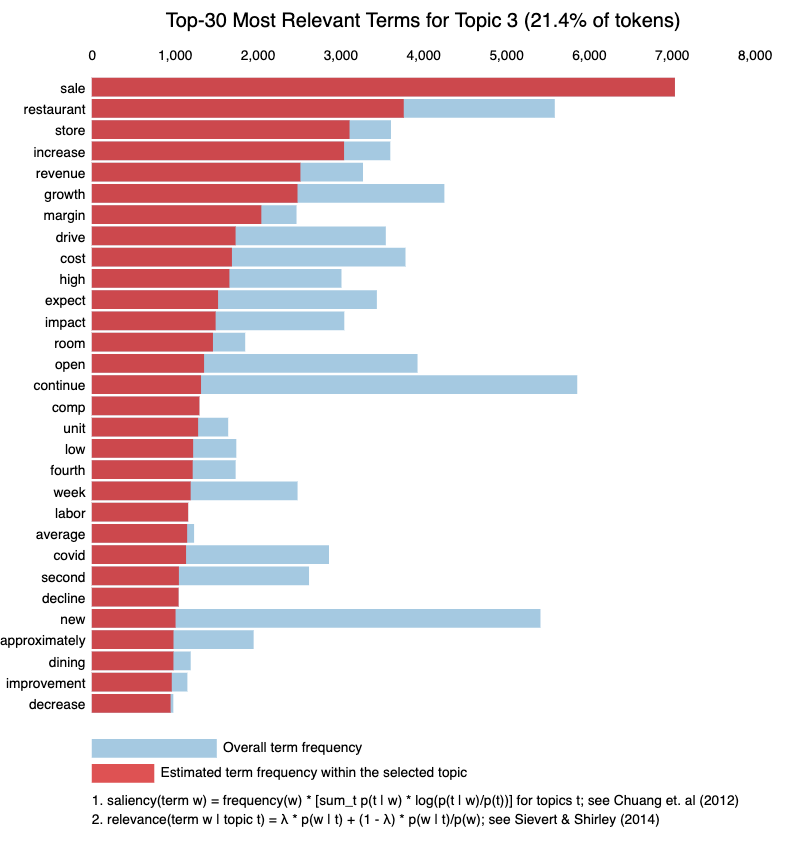 Top-30 Most Relevant Terms for Topic 3 (21.4% of tokens)
0 1,000 2,000 3,000 4,000 5,000 6,000 7,000 8,000
sale
restaurant
store
increase
revenue
growth
margin
drive
cost
high
expect
impact
room
open
continue
comp
unit
low
fourth
week
labor
average
covid
second
decline
new
approximately
dining
improvement
decrease
Overall term frequency
Estimated term frequency within the selected topic
1. saliency(term w) = frequency(w) * [sum_t p(t | w) * log(p(t | w)/p(t))] for topics t; see Chuang et. al (2012)
2. relevance(term w | topic t) = λ * p(w | t) + (1 - λ) * p(w | t)/p(w); see Sievert & Shirley (2014)